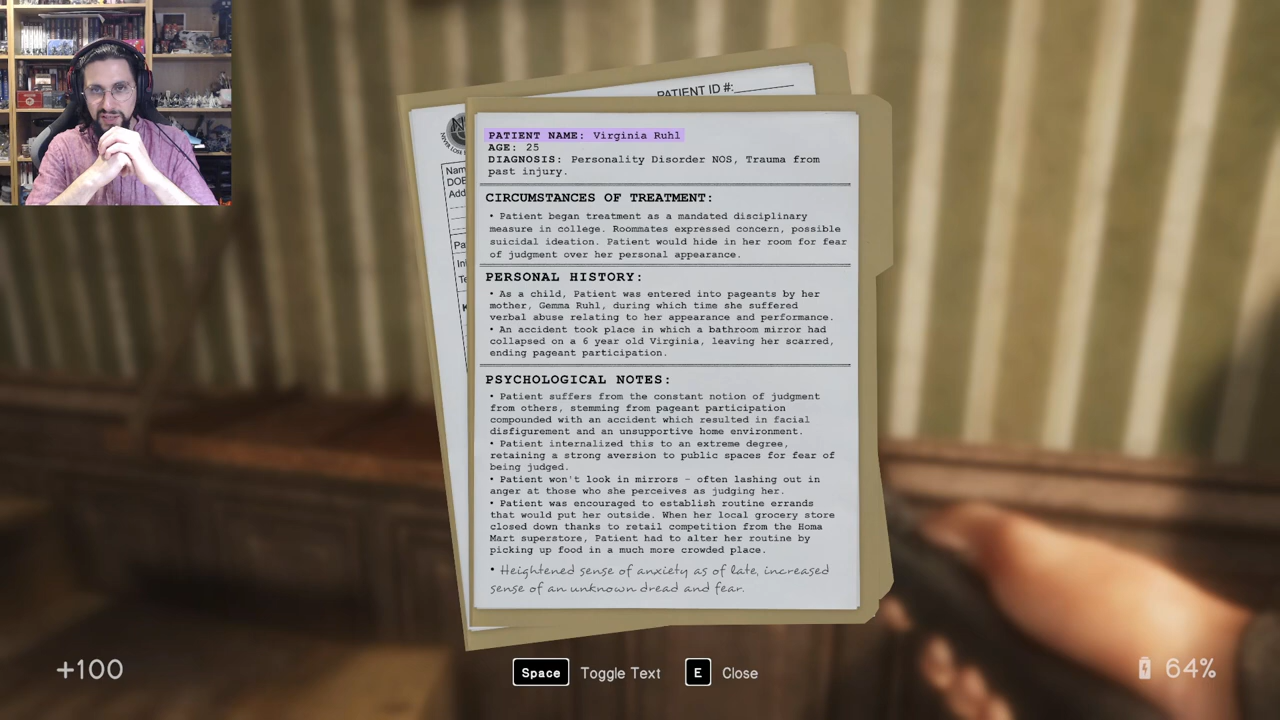 PATIENT ID #:
PATIENT NAME: Virginia Ruhl
AGE: 25
DIAGNOSIS: Personality Disorder NOS, Trauma from
past injury.
CIRCUMSTANCES OF TREATMENT:
• Patient began treatment as a mandated disciplinary
measure in college. Roommates expressed concern, possible
suicidal ideation. Patient would hide in her room for fear
of judgment over her personal appearance.
PERSONAL HISTORY:
• As a child, Patient was entered into pageants by her
mother, Gemma Ruhl, during which time she suffered
verbal abuse relating to her appearance and performance.
• An accident took place in which a bathroom mirror had
collapsed on a 6 year old Virginia, leaving her scarred,
ending pageant participation.
PSYCHOLOGICAL NOTES:
• Patient suffers from the constant notion of judgment
from others, stemming from pageant participation
compounded with an accident which resulted in facial
disfigurement and an unsupportive home environment.
• Patient internalized this to an extreme degree,
retaining a strong aversion to public spaces for fear of
being judged.
• Patient won't look in mirrors – often lashing out in
anger at those who she perceives as judging her.
• Patient was encouraged to establish routine errands
that would put her outside. When her local grocery store
closed down thanks to retail competition from the Homa
Mart superstore, Patient had to alter her routine by
picking up food in a much more crowded place.
• Heightened sense of anxiety as of late, increased
sense of an unknown dread and fear.
+100
Space Toggle Text E Close
64%